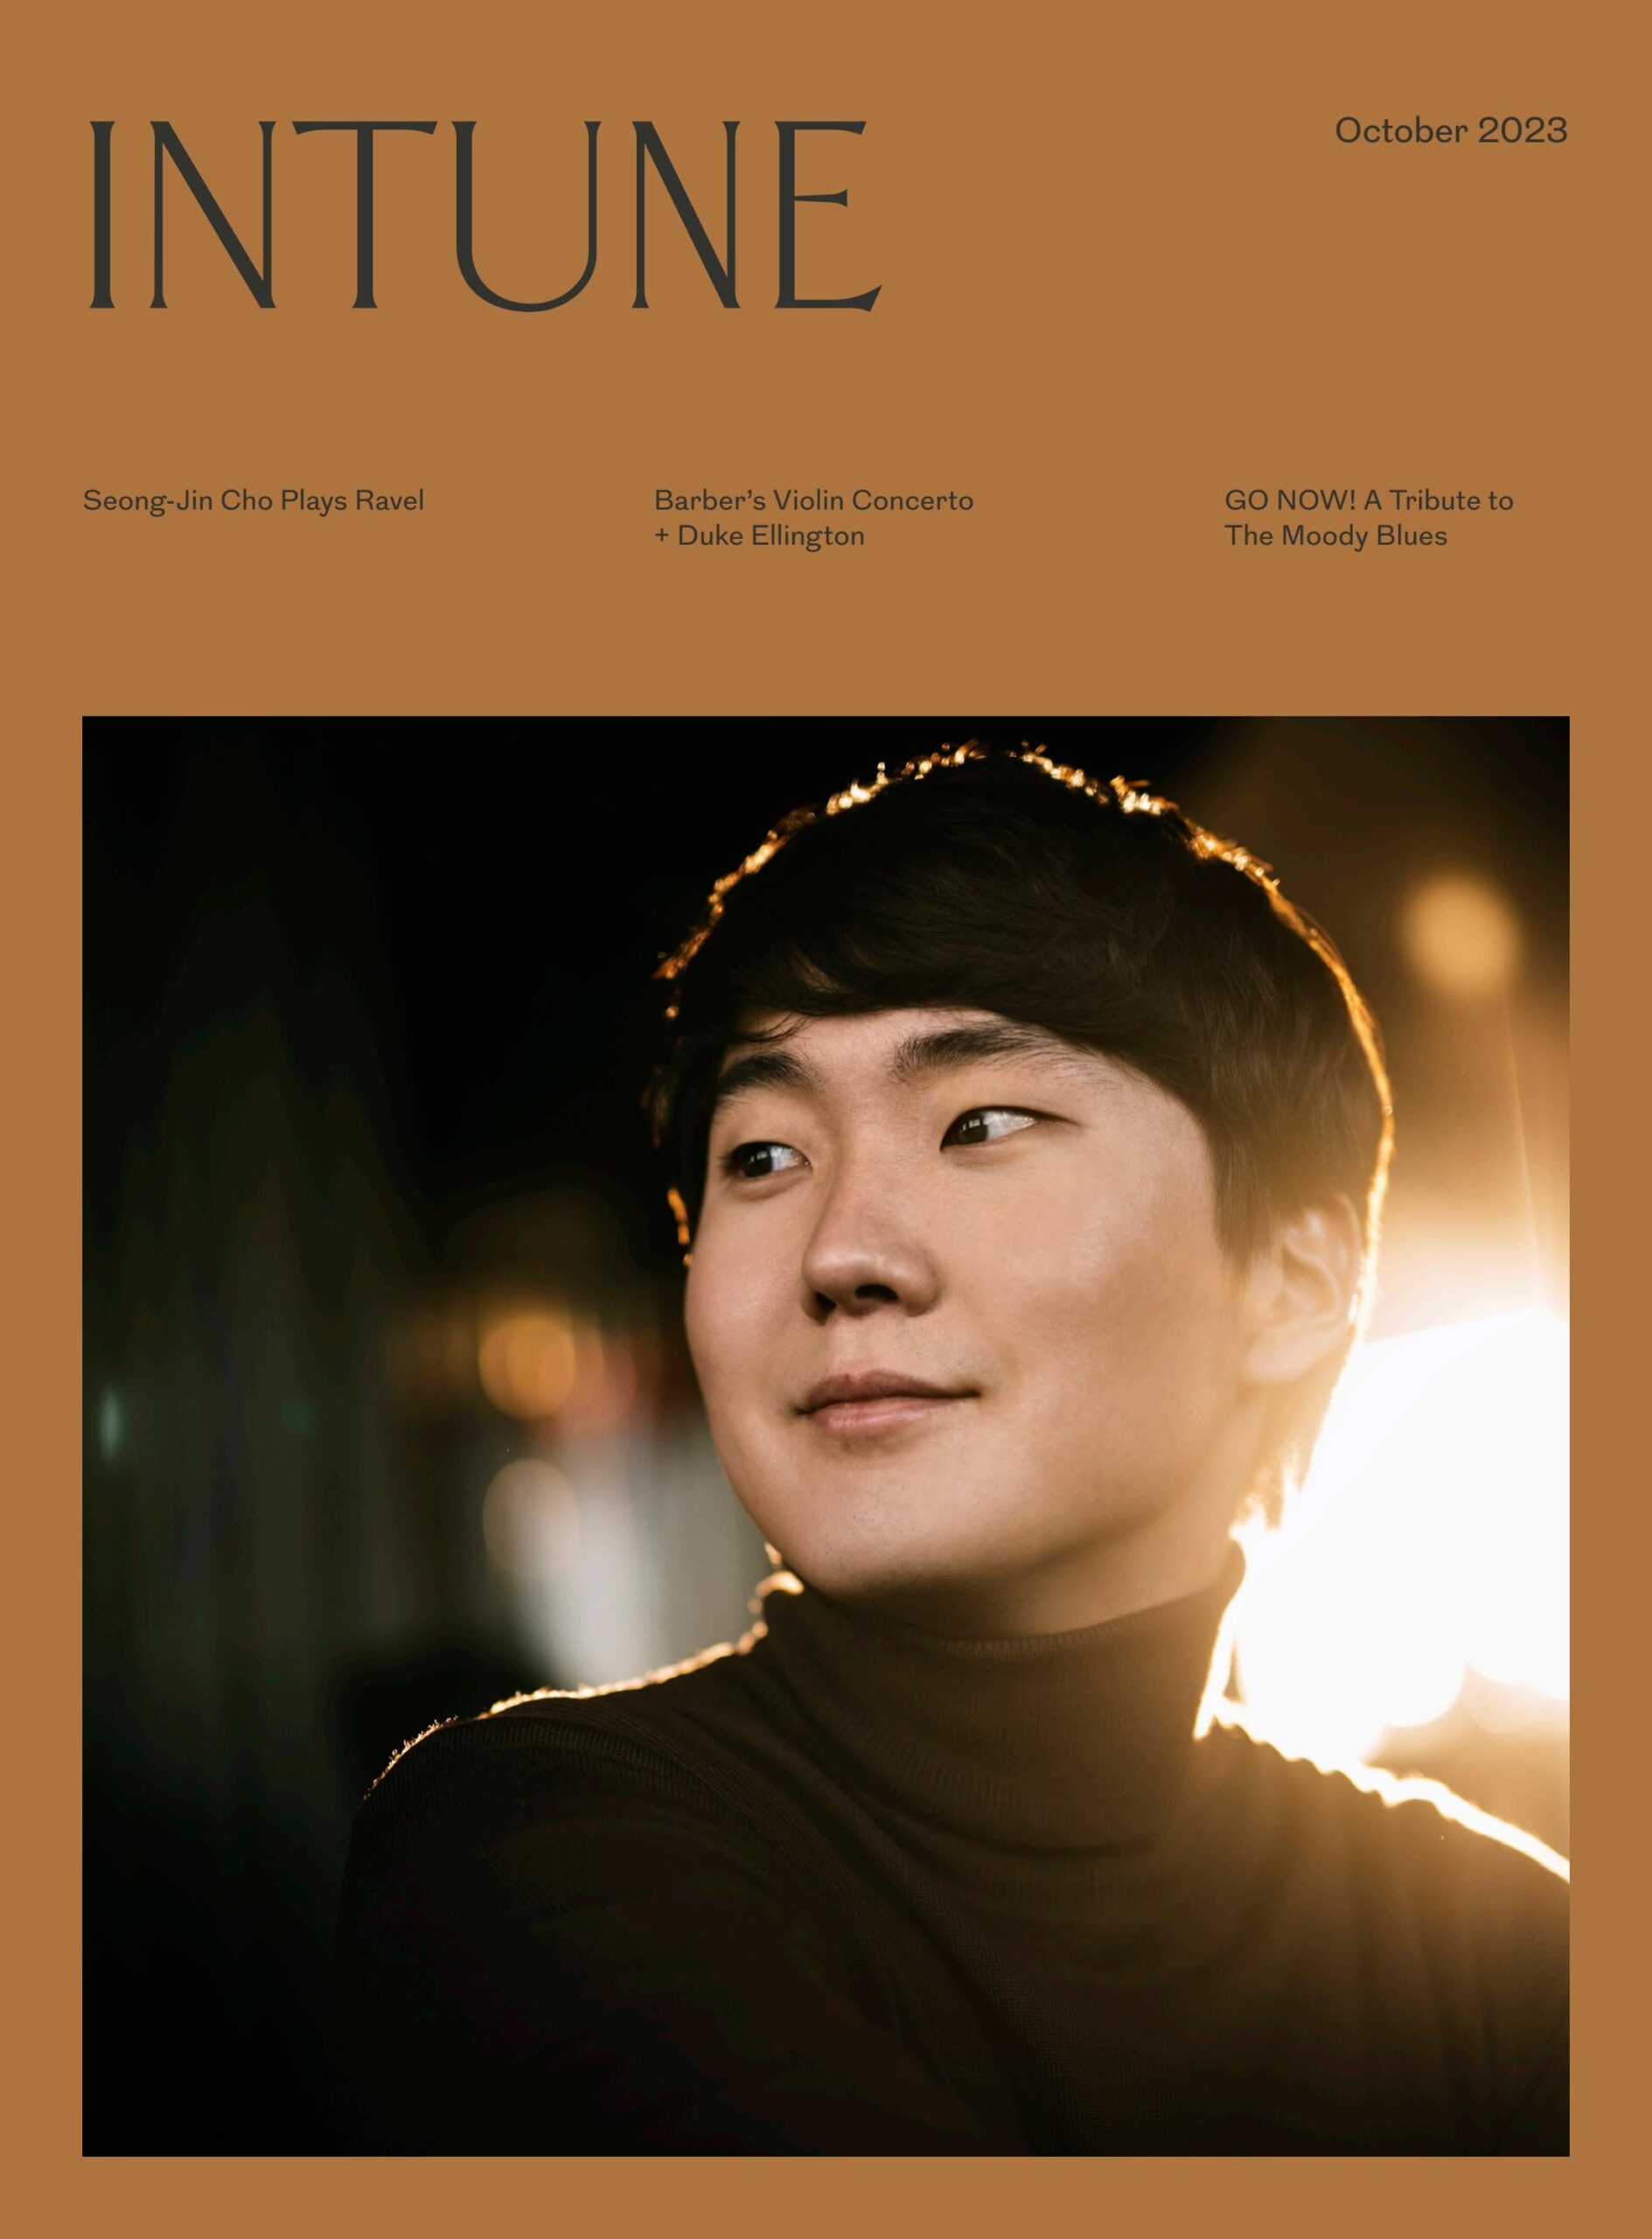 INTUNE
October 2023
Seong-Jin Cho Plays Ravel
Barber’s Violin Concerto
+ Duke Ellington
GO NOW! A Tribute to
The Moody Blues